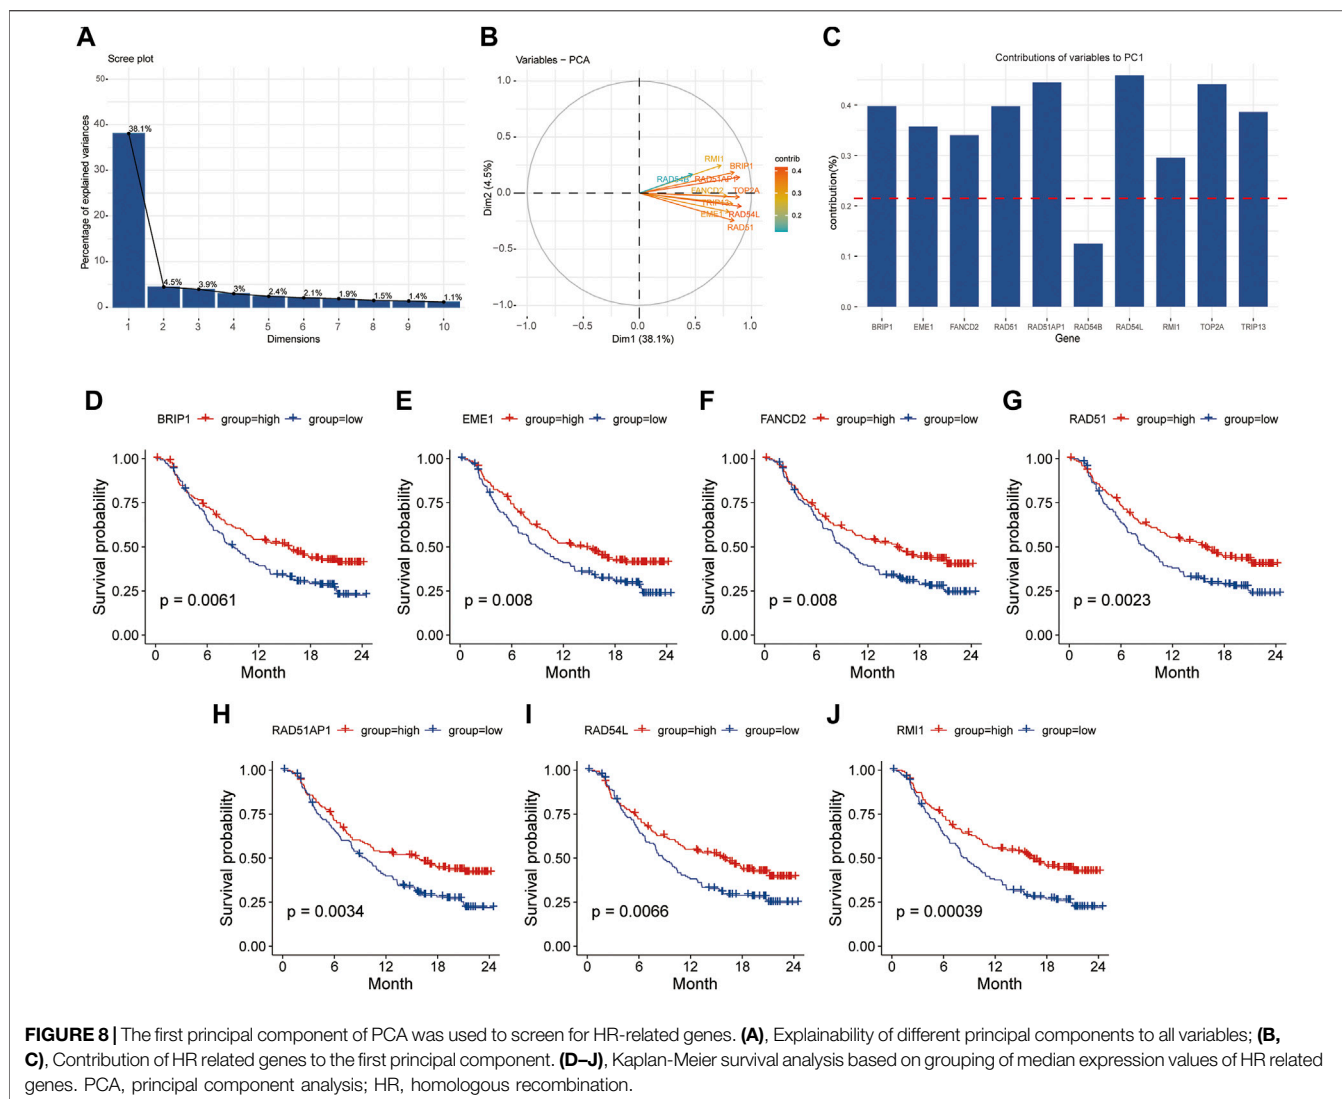 A
Scree plot
Percentage of explained variances
50
40
30
20
10
0
38.1%
4.5%
3.9%
3%
2.4%
2.1%
1.9%
1.5%
1.4%
1.1%
1 2 3 4 5 6 7 8 9 10
Dimensions
B
Variables − PCA
Dim2 (4.5%)
1.0
0.5
0.0
−0.5
−1.0
RMI1
BRIP1
RAD54B
RAD51AP1
FANCD2
TOP2A
TRIP13
EME1
RAD54L
RAD51
−1.0 −0.5 0.0 0.5 1.0
Dim1 (38.1%)
contrib
0.4
0.3
0.2
C
Contributions of variables to PC1
contribution(%)
0.4
0.3
0.2
0.1
0.0
BRIP1 EME1 FANCD2 RAD51 RAD51AP1 RAD54B RAD54L RMI1 TOP2A TRIP13
Gene
D
BRIP1 group=high group=low
Survival probability
1.00
0.75
0.50
0.25
0.00
p = 0.0061
0 6 12 18 24
Month
E
EME1 group=high group=low
Survival probability
1.00
0.75
0.50
0.25
0.00
p = 0.008
0 6 12 18 24
Month
F
FANCD2 group=high group=low
Survival probability
1.00
0.75
0.50
0.25
0.00
p = 0.008
0 6 12 18 24
Month
G
RAD51 group=high group=low
Survival probability
1.00
0.75
0.50
0.25
0.00
p = 0.0023
0 6 12 18 24
Month
H
RAD51AP1 group=high group=low
Survival probability
1.00
0.75
0.50
0.25
0.00
p = 0.0034
0 6 12 18 24
Month
I
RAD54L group=high group=low
Survival probability
1.00
0.75
0.50
0.25
0.00
p = 0.0066
0 6 12 18 24
Month
J
RMI1 group=high group=low
Survival probability
1.00
0.75
0.50
0.25
0.00
p = 0.00039
0 6 12 18 24
Month
FIGURE 8 | The first principal component of PCA was used to screen for HR-related genes. (A), Explainability of different principal components to all variables; (B,
C), Contribution of HR related genes to the first principal component. (D–J), Kaplan-Meier survival analysis based on grouping of median expression values of HR related
genes. PCA, principal component analysis; HR, homologous recombination.